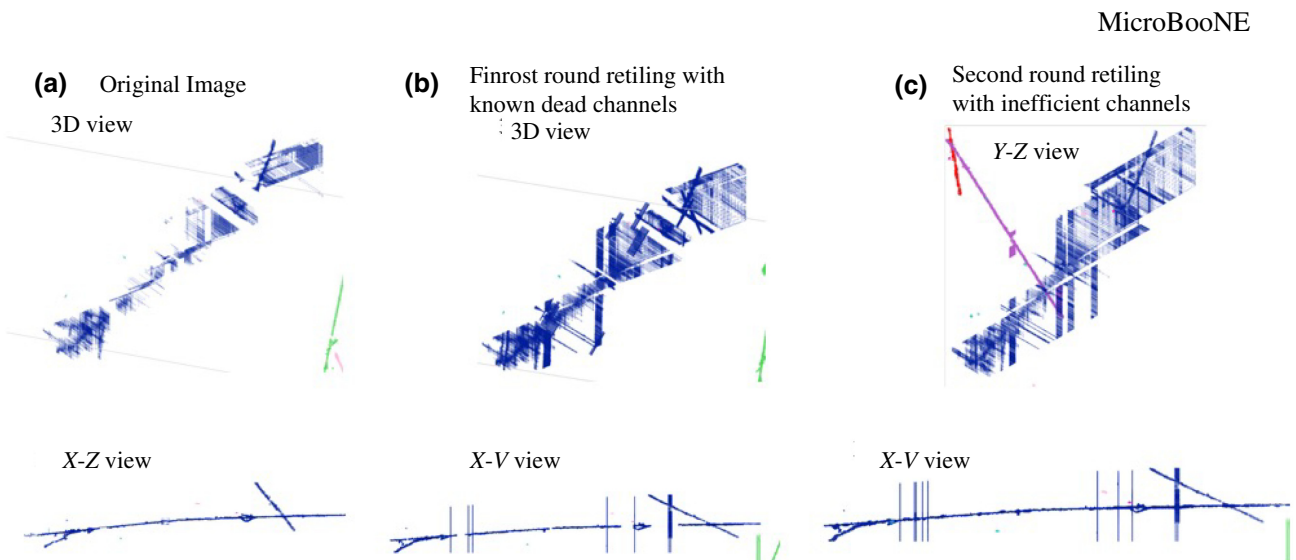 MicroBooNE
(a) Original Image
3D view
(b) Finrost round retiling with
known dead channels
3D view
(c) Second round retiling
with inefficient channels
Y-Z view
X-Z view
X-V view
X-V view